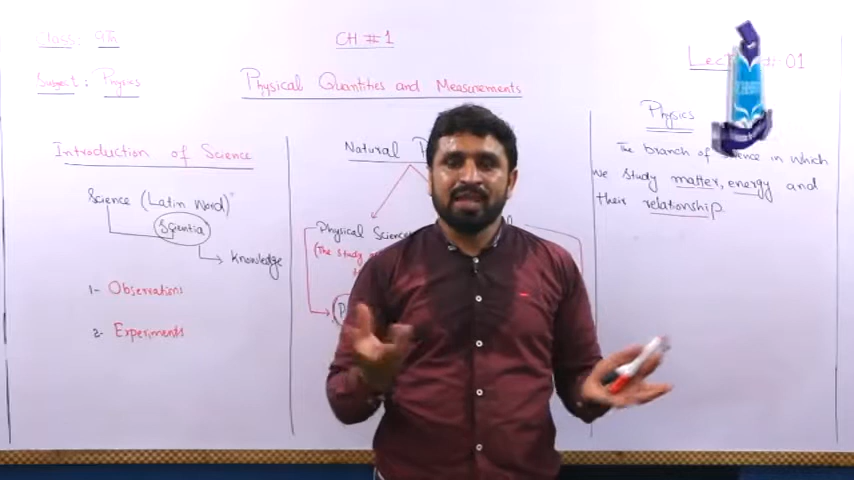 Class: 9th
CH #1
Subject: Physics
Physical Quantities and Measurements
:-01
Introduction of Science
Science (Latin Word)
Scientia
Knowledge
1- Observations
2- Experiments
Natural
Physical Sciences
(The study
Physics
The branch of Science in which
we study matter, energy and
their relationship.